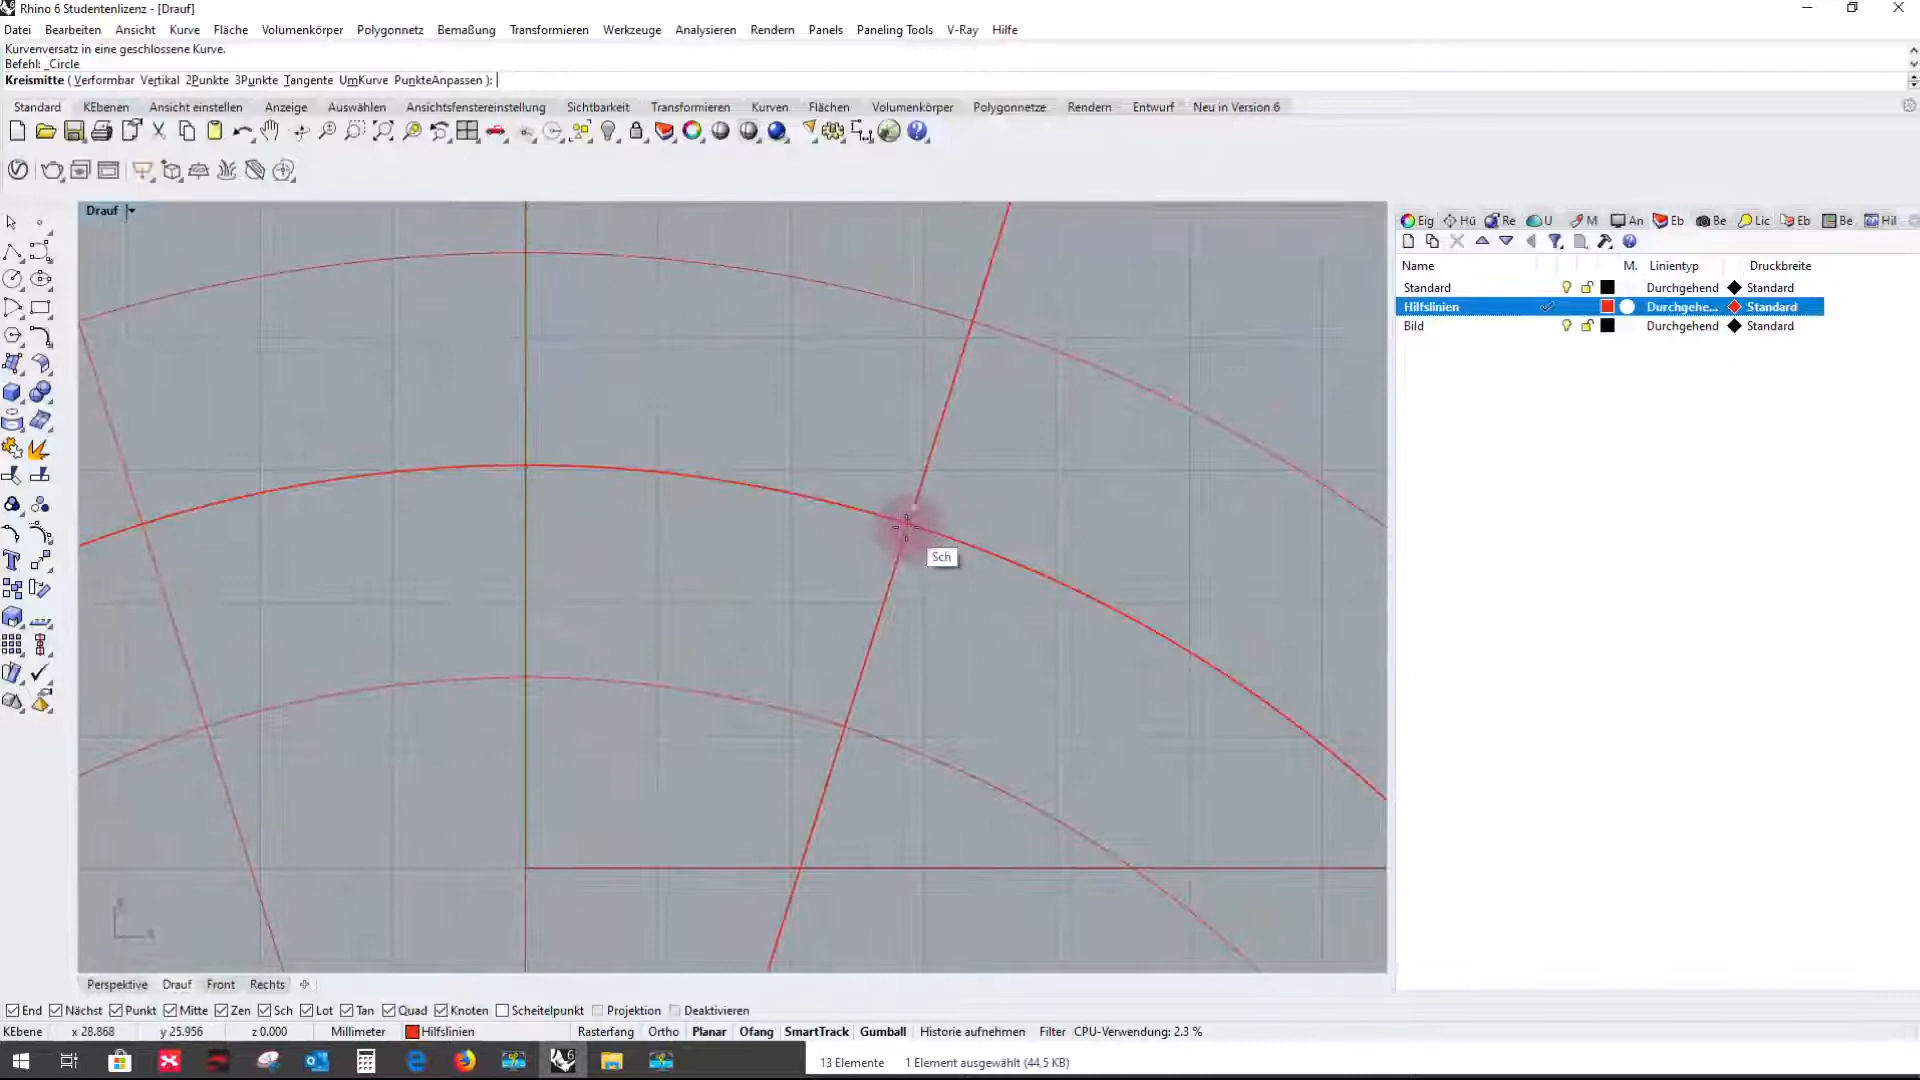 Rhino 6 Studentenlizenz - [Drauf]
Datei Bearbeiten Ansicht Kurve Fläche Volumenkörper Polygonnetz Bemaßung Transformieren Werkzeuge Analysieren Rendern Panels Paneling Tools V-Ray Hilfe
Kurvenversatz in eine geschlossene Kurve.
Befehl: _Circle
Kreismitte ( Verformbar Vertikal 2Punkte 3Punkte Tangente UmKurve PunkteAnpassen ):
Standard KEbenen Ansicht einstellen Anzeige Auswählen Ansichtsfenstereinstellung Sichtbarkeit Transformieren Kurven Flächen Volumenkörper Polygonnetze Rendern Entwurf Neu in Version 6
Drauf
Eig Hü Re U M An Eb Be Lic Eb Be Hil
Name M. Linientyp Druckbreite
Standard Durchgehend Standard
Hilfslinien Durchgehe... Standard
Bild Durchgehend Standard
Sch
Perspektive Drauf Front Rechts
End Nächst Punkt Mitte Zen Sch Lot Tan Quad Knoten Scheitelpunkt Projektion Deaktivieren
KEbene x 28.868 y 25.956 z 0.000 Millimeter Hilfslinien Rasterfang Ortho Planar Ofang SmartTrack Gumball Historie aufnehmen Filter CPU-Verwendung: 2.3 %
13 Elemente 1 Element ausgewählt (44,5 KB)